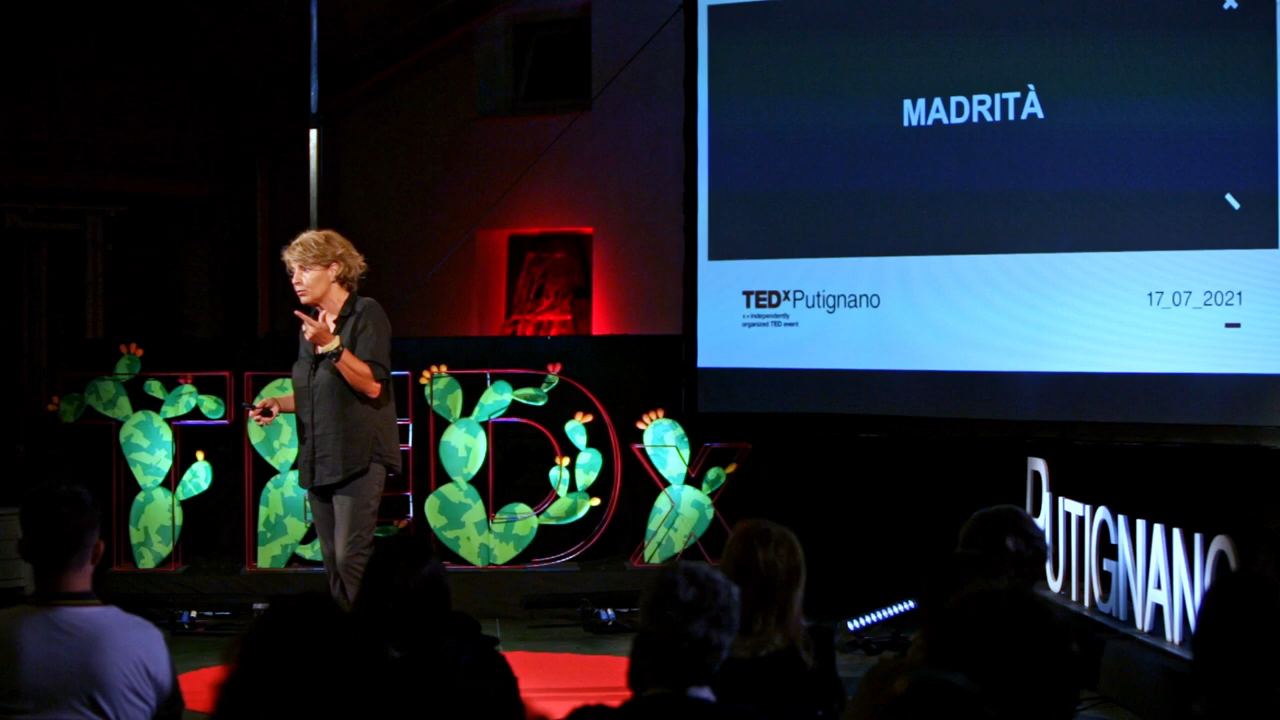 MADRITÀ
TEDxPutignano
x = independently
organized TED event
17_07_2021
TEDx
PUTIGNANO